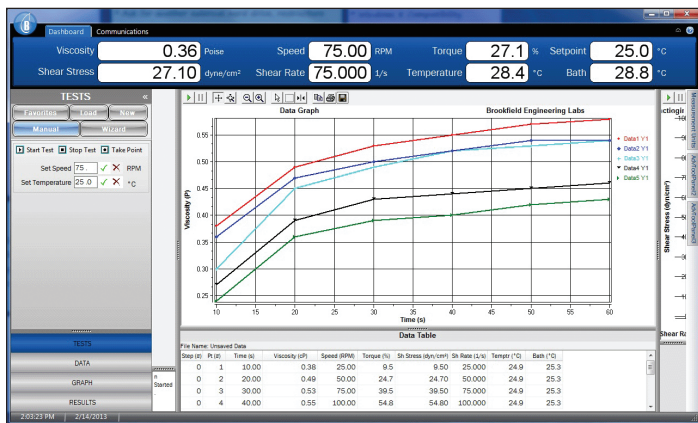 Dashboard Communications
Viscosity 0.36 Poise Speed 75.00 RPM Torque 27.1 % Setpoint 25.0 °C
Shear Stress 27.10 dyne/cm² Shear Rate 75.000 1/s Temperature 28.4 °C Bath 28.8 °C
TESTS «
Favorites Load New
Manual Wizard
Start Test Stop Test Take Point
Set Speed 75. RPM
Set Temperature 25.0 °C
TESTS
DATA
GRAPH
RESULTS
2:03:23 PM 2/14/2013
Started
Data Graph Brookfield Engineering Labs
Viscosity (P)
0.55
0.50
0.45
0.40
0.35
0.30
0.25
10 15 20 25 30 35 40 45 50 55 60
Time (s)
Data1 Y1
Data2 Y1
Data3 Y1
Data4 Y1
Data5 Y1
Data Table
File Name: Unsaved Data
Step (#) Pt (#) Time (s) Viscosity (cP) Speed (RPM) Torque (%) Sh Stress (dyn/cm²) Sh Rate (1/s) Temptr (°C) Bath (°C)
0 1 10.00 0.38 25.00 9.5 9.50 25.000 24.9 25.3
0 2 20.00 0.49 50.00 24.7 24.70 50.000 24.9 25.3
0 3 30.00 0.53 75.00 39.5 39.50 75.000 24.9 25.3
0 4 40.00 0.55 100.00 54.8 54.80 100.000 24.9 25.3
Shear Stress (dyn/cm²)
Shear Ra
Measurement Units